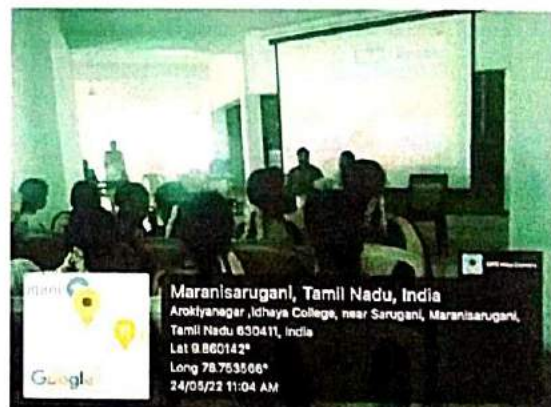 Maranisarugani, Tamil Nadu, India
Arokiyanagar ,Idhaya College, near Sarugani, Maranisarugani,
Tamil Nadu 630411, India
Lat 9.860142°
Long 78.753566°
24/05/22 11:04 AM
Google